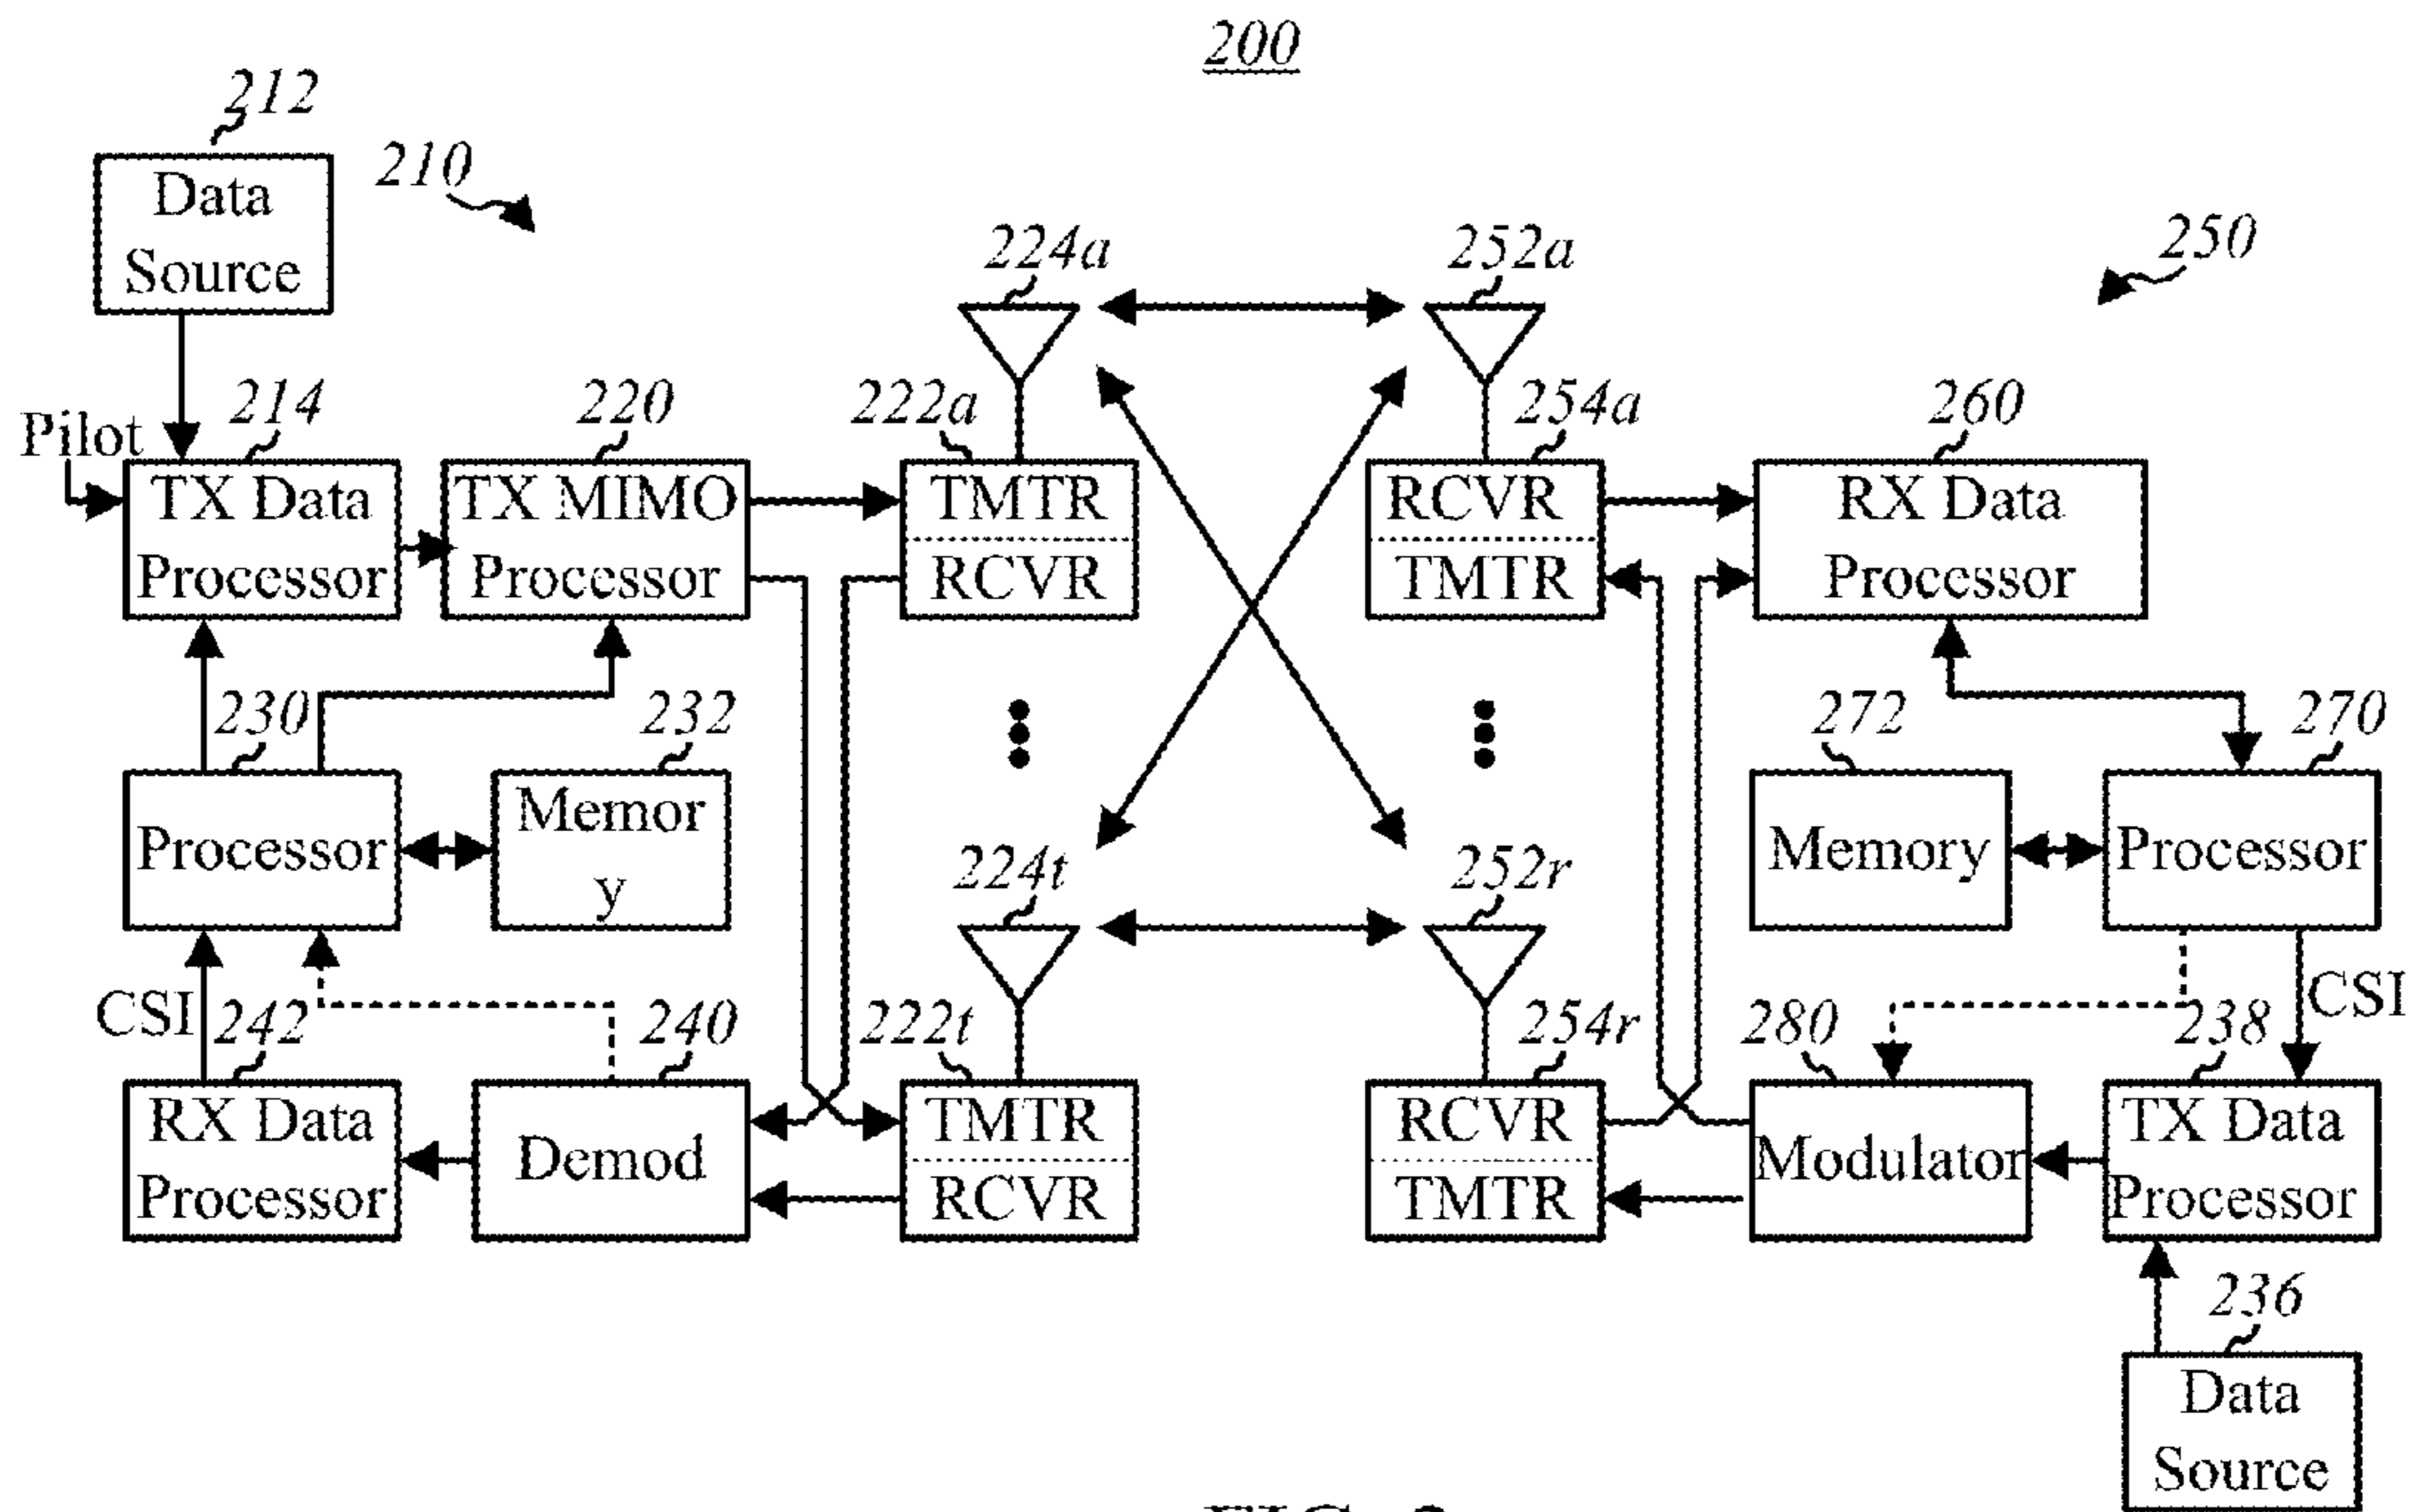 200
212
Data
Source
210
250
224a
252a
Pilot
214
220
222a
254a
260
TX Data
Processor
TX MIMO
Processor
TMTR
RCVR
RCVR
TMTR
RX Data
Processor
230
232
272
270
Processor
Memor
y
Memory
Processor
224t
252r
CSI
242
240
222t
254r
280
238
CSI
RX Data
Processor
Demod
TMTR
RCVR
RCVR
TMTR
Modulator
TX Data
Processor
236
Data
Source